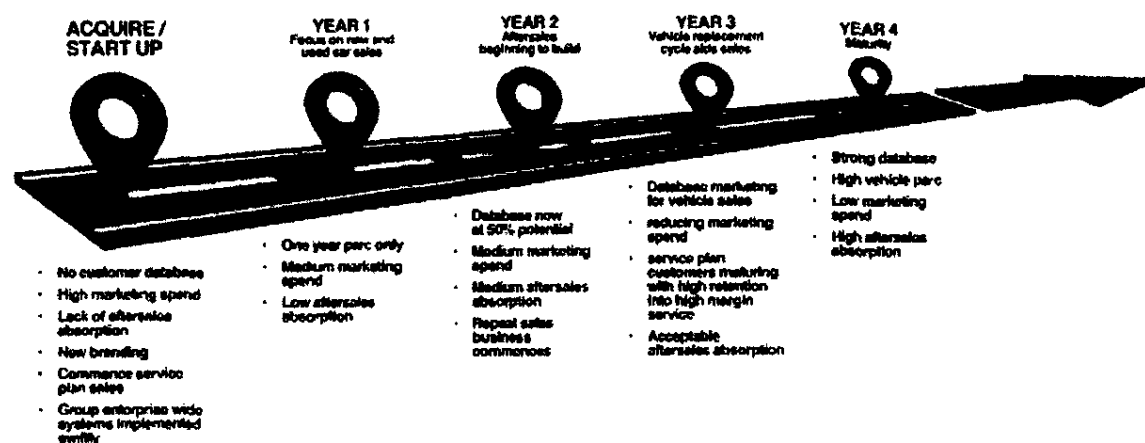 ACQUIRE /
START UP
YEAR 1
Focus on new and
used car sales
YEAR 2
Aftersales
beginning to build
YEAR 3
Vehicle replacement
cycle aids sales
YEAR 4
Maturity
· No customer database
· High marketing spend
· Lack of aftersales
absorption
· New branding
· Commence service
plan sales
· Group enterprise wide
systems implemented
swiftly
· One year parc only
· Medium marketing
spend
· Low aftersales
absorption
· Database now
at 50% potential
· Medium marketing
spend
· Medium aftersales
absorption
· Repeat sales
business
commences
· Database marketing
for vehicle sales
· reducing marketing
spend
· service plan
customers maturing
with high retention
into high margin
service
· Acceptable
aftersales absorption
· Strong database
· High vehicle parc
· Low marketing
spend
· High aftersales
absorption